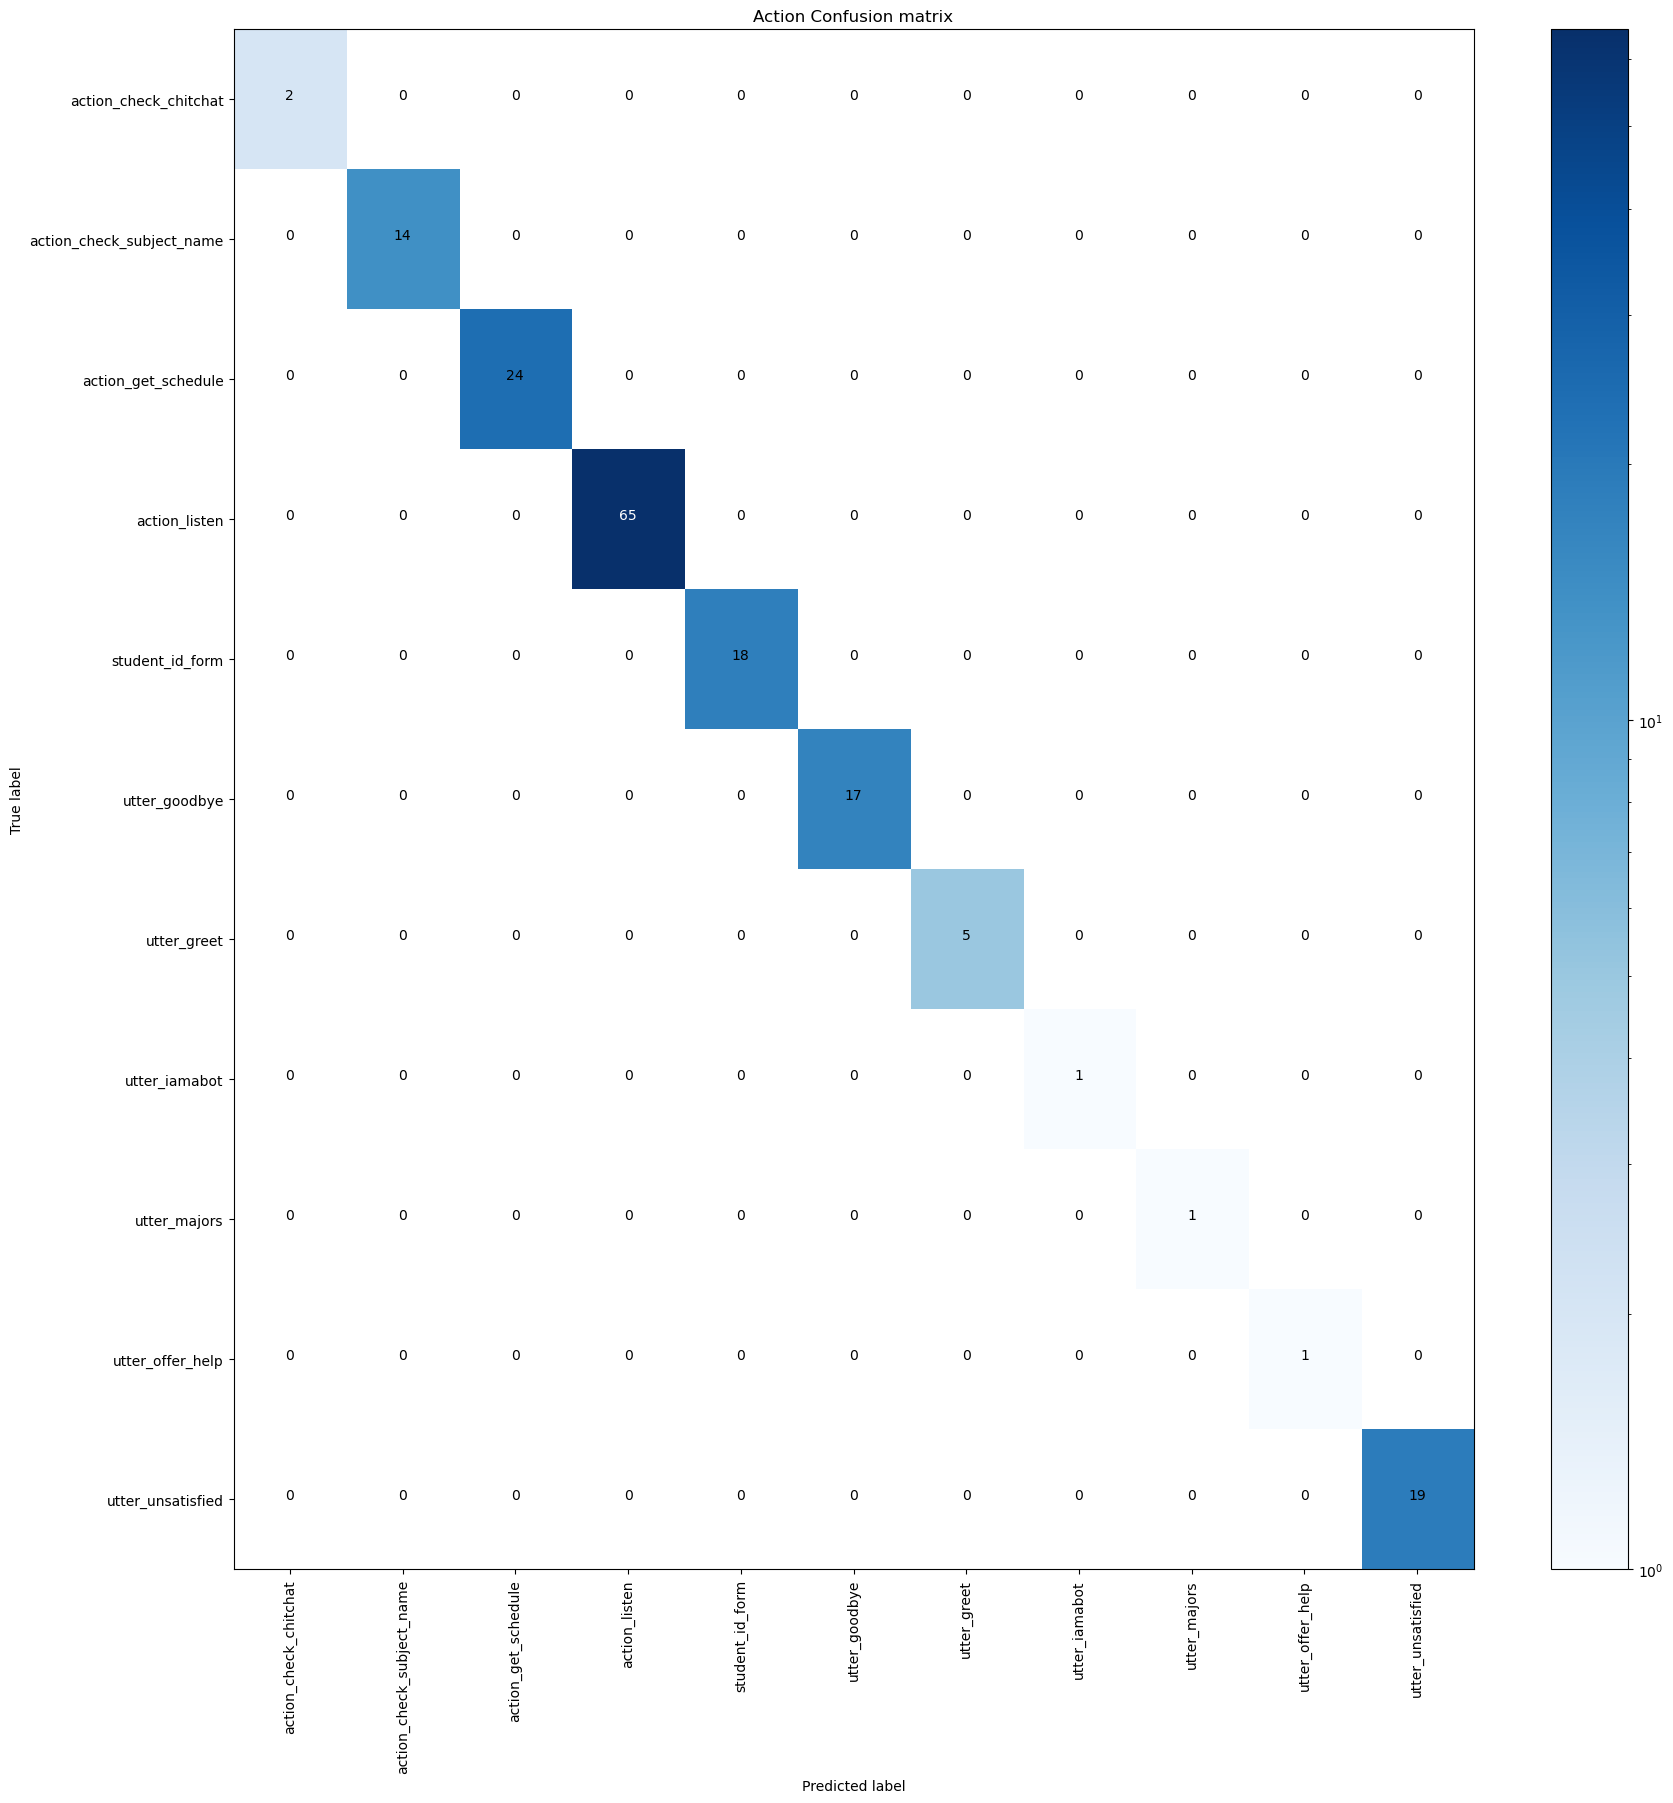 Action Confusion matrix
True label
action_check_chitchat 2 0 0 0 0 0 0 0 0 0 0
action_check_subject_name 0 14 0 0 0 0 0 0 0 0 0
action_get_schedule 0 0 24 0 0 0 0 0 0 0 0
action_listen 0 0 0 65 0 0 0 0 0 0 0
student_id_form 0 0 0 0 18 0 0 0 0 0 0
utter_goodbye 0 0 0 0 0 17 0 0 0 0 0
utter_greet 0 0 0 0 0 0 5 0 0 0 0
utter_iamabot 0 0 0 0 0 0 0 1 0 0 0
utter_majors 0 0 0 0 0 0 0 0 1 0 0
utter_offer_help 0 0 0 0 0 0 0 0 0 1 0
utter_unsatisfied 0 0 0 0 0 0 0 0 0 0 19
action_check_chitchat
action_check_subject_name
action_get_schedule
action_listen
student_id_form
utter_goodbye
utter_greet
utter_iamabot
utter_majors
utter_offer_help
utter_unsatisfied
Predicted label
10¹
10⁰